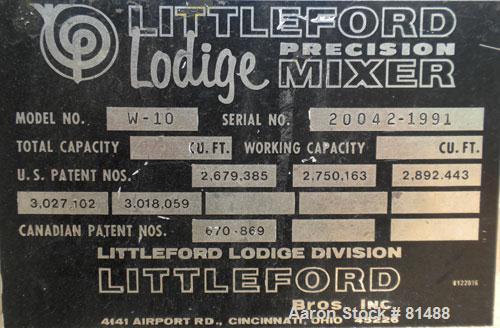 LITTLEFORD
Lodige PRECISION MIXER
MODEL NO. W-10 SERIAL NO. 20042-1991
TOTAL CAPACITY CU. FT. WORKING CAPACITY CU. FT.
U.S. PATENT NOS. 2,679,385 2,750,163 2,892,443
3,027,102 3,018,059
CANADIAN PATENT NOS. 670-869
LITTLEFORD LODIGE DIVISION
LITTLEFORD
Bros. Inc.
4141 AIRPORT RD., CINCINNATI, OHIO 45226
Aaron Stock # 81488